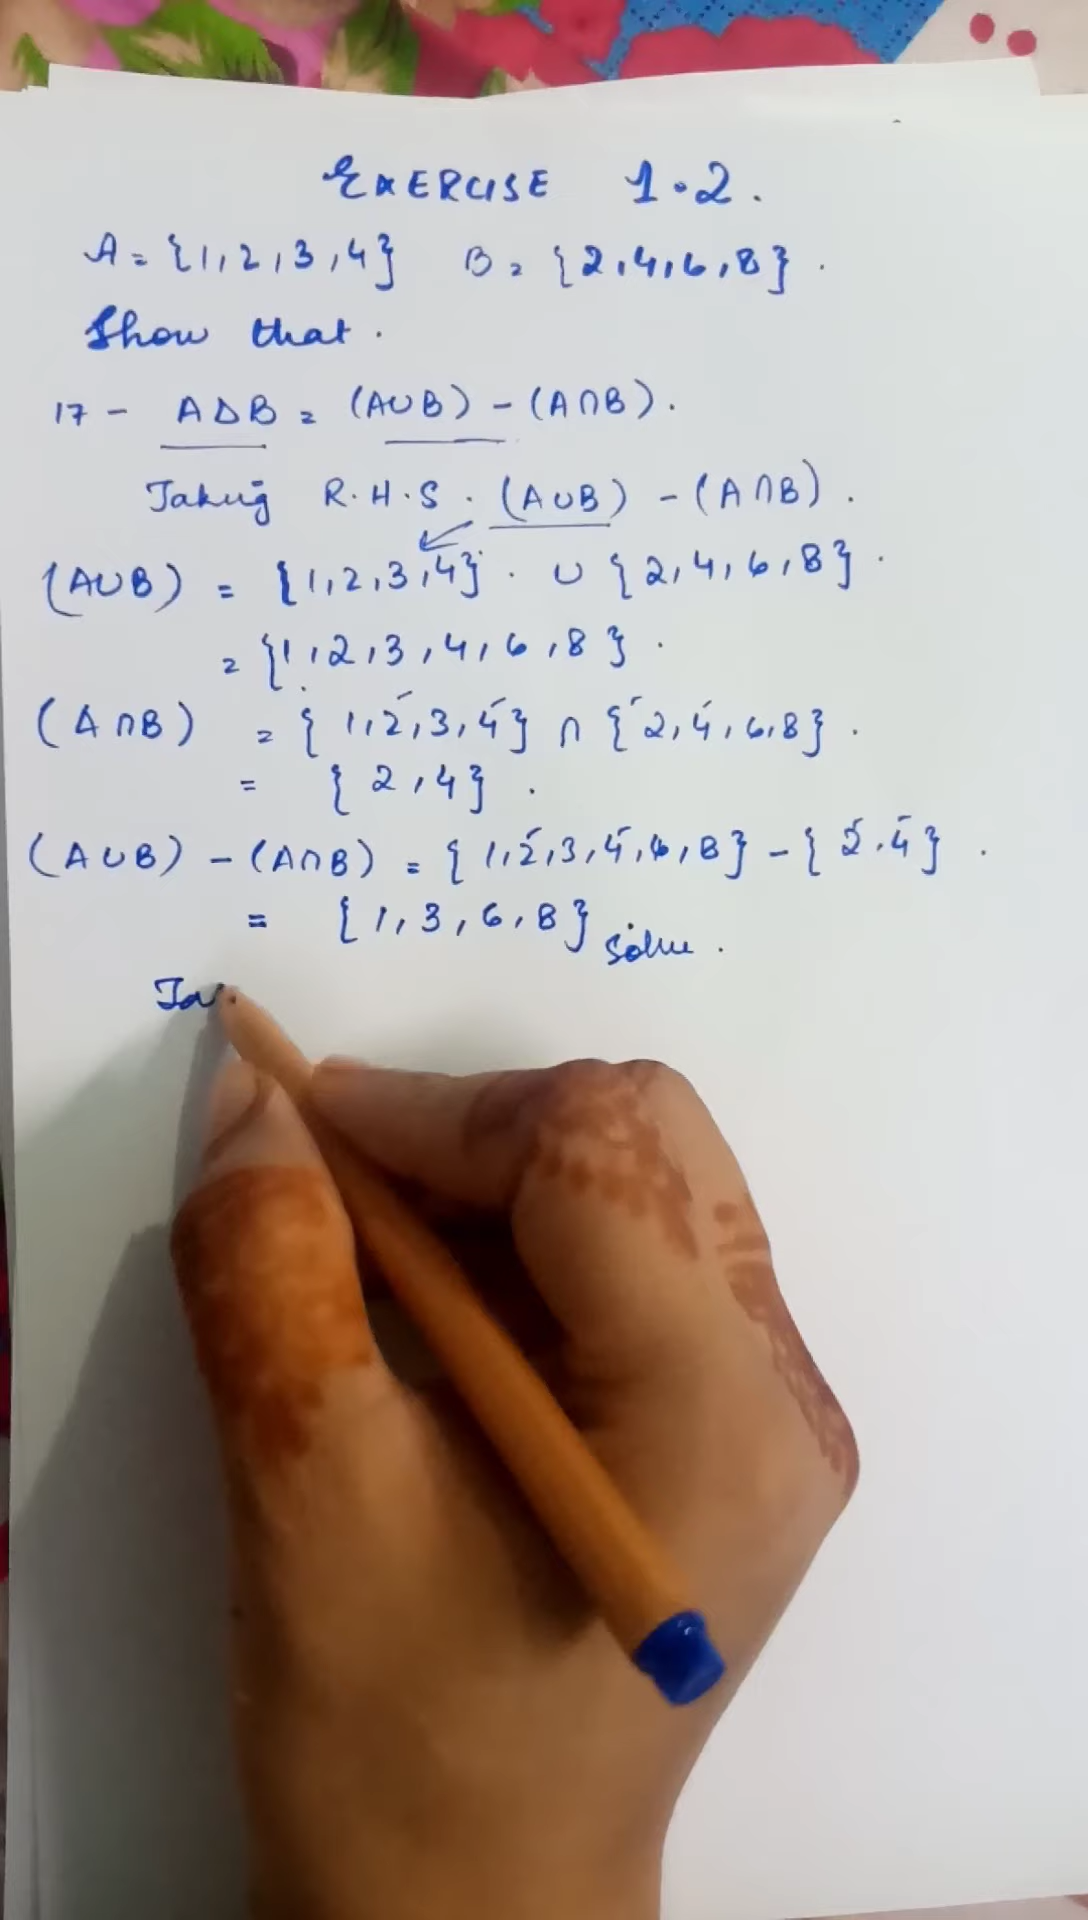 EXERCISE 1.2.
A = {1,2,3,4} B = {2,4,6,8}.
Show that.
17 - A∆B = (A∪B) - (A∩B).
Taking R.H.S. (A∪B) - (A∩B).
(A∪B) = {1,2,3,4}. ∪ {2,4,6,8}.
= {1,2,3,4,6,8}.
(A∩B) = {1,2,3,4} ∩ {2,4,6,8}.
= {2,4}.
(A∪B) - (A∩B) = {1,2,3,4,6,8} - {2,4}.
= {1,3,6,8}
Ta